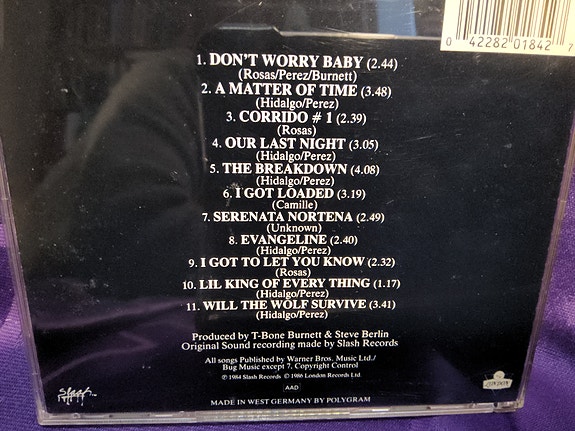 0 42282 01842 7
1. DON'T WORRY BABY (2.44)
(Rosas/Perez/Burnett)
2. A MATTER OF TIME (3.48)
(Hidalgo/Perez)
3. CORRIDO # 1 (2.39)
(Rosas)
4. OUR LAST NIGHT (3.05)
(Hidalgo/Perez)
5. THE BREAKDOWN (4.08)
(Hidalgo/Perez)
6. I GOT LOADED (3.19)
(Camille)
7. SERENATA NORTENA (2.49)
(Unknown)
8. EVANGELINE (2.40)
(Hidalgo/Perez)
9. I GOT TO LET YOU KNOW (2.32)
(Rosas)
10. LIL KING OF EVERY THING (1.17)
(Hidalgo/Perez)
11. WILL THE WOLF SURVIVE (3.41)
(Hidalgo/Perez)
Produced by T-Bone Burnett & Steve Berlin
Original Sound recording made by Slash Records
All songs Published by Warner Bros. Music Ltd./
Bug Music except 7, Copyright Control
℗ 1984 Slash Records © 1986 London Records Ltd.
AAD
Slash
LONDON
MADE IN WEST GERMANY BY POLYGRAM